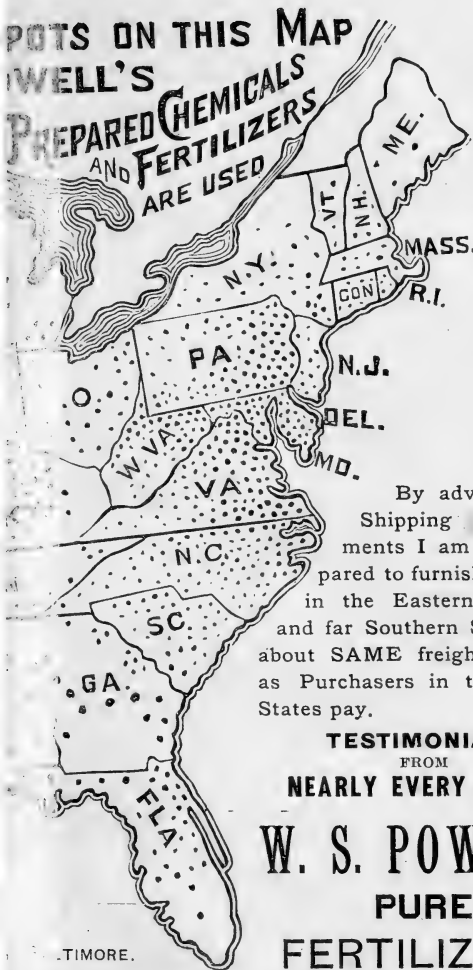 POTS ON THIS MAP
WELL'S
PREPARED CHEMICALS
AND FERTILIZERS
ARE USED
ME.
VT.
N.H.
MASS.
N.Y.
CON
R.I.
PA
N.J.
O
DEL.
W.VA
MD.
VA
N.C.
SC
GA.
FLA
By adv
Shipping
ments I am
pared to furnis
in the Eastern
and far Southern S
about SAME freigh
as Purchasers in t
States pay.
TESTIMONIA
FROM
NEARLY EVERY
W. S. POW
PURE
FERTILIZ
TIMORE.